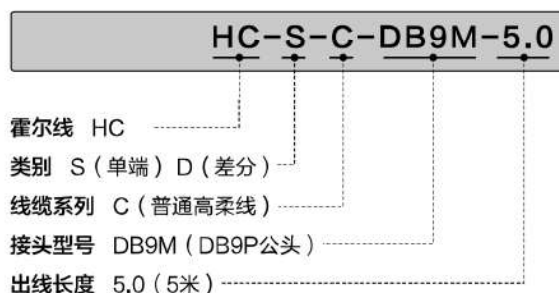 HC-S-C-DB9M-5.0
霍尔线 HC
类别 S（单端）D（差分）
线缆系列 C（普通高柔线）
接头型号 DB9M（DB9P公头）
出线长度 5.0（5米）